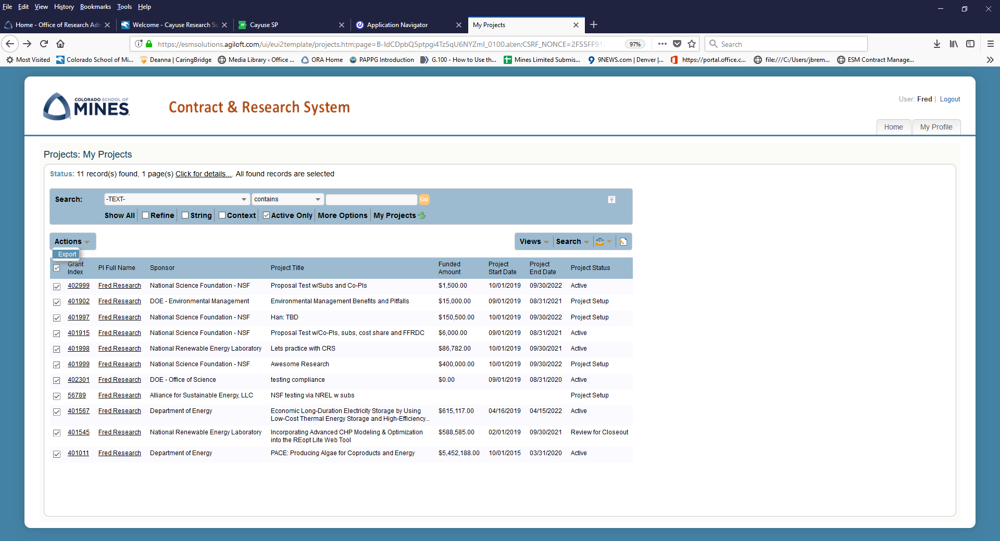 File Edit View History Bookmarks Tools Help
Home - Office of Research Adm
Welcome - Cayuse Research Su
SP Cayuse SP
Application Navigator
My Projects
https://esmsolutions.agiloft.com/ui/eui2template/projects.htm;page=B-IdCDpbQ5ptpgi4Tz5qU6NYZmI_0100.al;en;CSRF_NONCE=2F55FF912 97% Search
Most Visited Colorado School of Mi... Deanna | CaringBridge Media Library ‹ Office ... ORA Home PAPPG Introduction G.100 - How to Use th... Mines Limited Submis... 9NEWS.com | Denver |... https://portal.office.c... file:///C:/Users/jbrem... ESM Contract Manage...
COLORADO SCHOOL OF
MINES
Contract & Research System
User: Fred | Logout
Home My Profile
Projects: My Projects
Status: 11 record(s) found, 1 page(s) Click for details.... All found records are selected
Search: -TEXT- contains Go
Show All Refine String Context Active Only More Options My Projects
Actions Views Search
Export
Grant Index PI Full Name Sponsor Project Title Funded Amount Project Start Date Project End Date Project Status
402999 Fred Research National Science Foundation - NSF Proposal Test w/Subs and Co-PIs $1,500.00 10/01/2019 09/30/2022 Active
401902 Fred Research DOE - Environmental Management Environmental Management Benefits and Pitfalls $15,000.00 09/01/2019 08/31/2021 Project Setup
401997 Fred Research National Science Foundation - NSF Han: TBD $150,500.00 10/01/2019 09/30/2022 Project Setup
401915 Fred Research National Science Foundation - NSF Proposal Test w/Co-PIs, subs, cost share and FFRDC $6,000.00 09/01/2019 08/31/2021 Active
401998 Fred Research National Renewable Energy Laboratory Lets practice with CRS $86,782.00 10/01/2019 09/30/2021 Active
401999 Fred Research National Science Foundation - NSF Awesome Research $400,000.00 10/01/2019 09/30/2022 Project Setup
402301 Fred Research DOE - Office of Science testing compliance $0.00 09/01/2019 08/31/2020 Active
56789 Fred Research Alliance for Sustainable Energy, LLC NSF testing via NREL w subs Project Setup
401567 Fred Research Department of Energy Economic Long-Duration Electricity Storage by Using $615,117.00 04/16/2019 04/15/2022 Active
Low-Cost Thermal Energy Storage and High-Efficiency...
401545 Fred Research National Renewable Energy Laboratory Incorporating Advanced CHP Modeling & Optimization $588,585.00 02/01/2019 09/30/2021 Review for Closeout
into the REopt Lite Web Tool
401011 Fred Research Department of Energy PACE: Producing Algae for Coproducts and Energy $5,452,188.00 10/01/2015 03/31/2020 Active